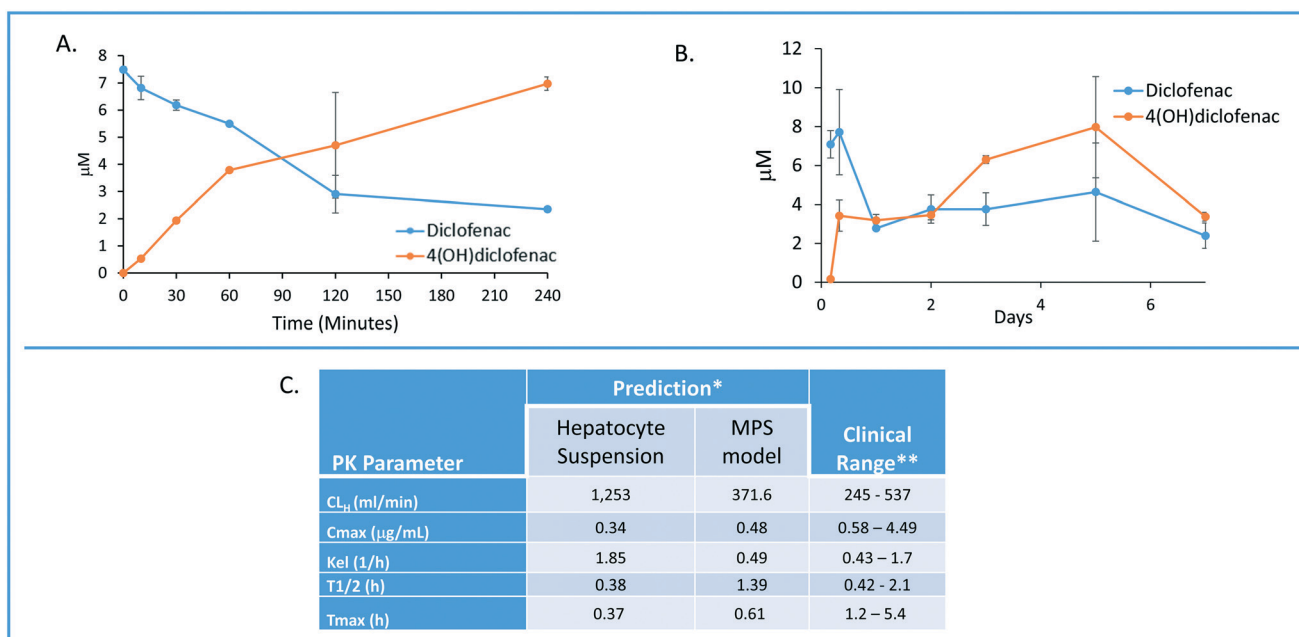 A.
8
7
6
5
4
3
2
1
0
μM
0 30 60 90 120 150 180 210 240
Time (Minutes)
Diclofenac
4(OH)diclofenac
B.
12
10
8
6
4
2
0
μM
0 2 4 6
Days
Diclofenac
4(OH)diclofenac
C.
PK Parameter
Prediction*
Hepatocyte
Suspension
MPS
model
Clinical
Range**
CLH (ml/min) 1,253 371.6 245 - 537
Cmax (μg/mL) 0.34 0.48 0.58 – 4.49
Kel (1/h) 1.85 0.49 0.43 – 1.7
T1/2 (h) 0.38 1.39 0.42 - 2.1
Tmax (h) 0.37 0.61 1.2 – 5.4